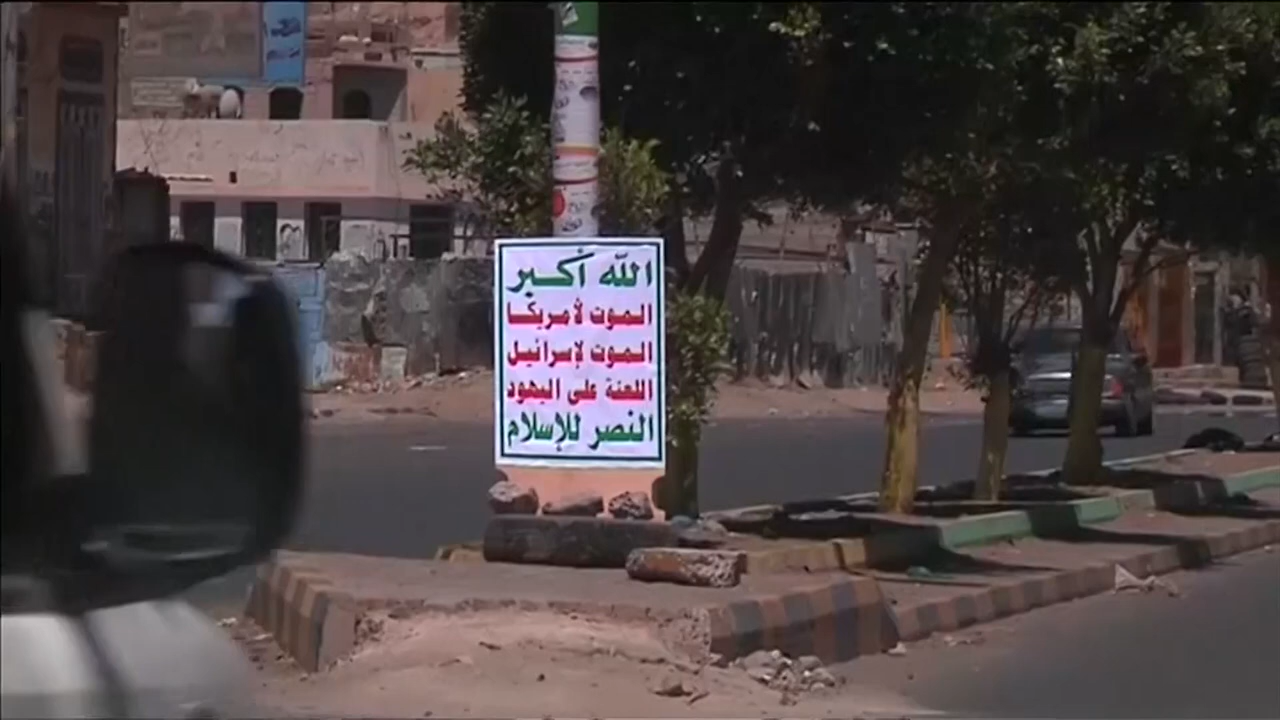 الله أكبر
الموت لأمريكا
الموت لإسرائيل
اللعنة على اليهود
النصر للإسلام